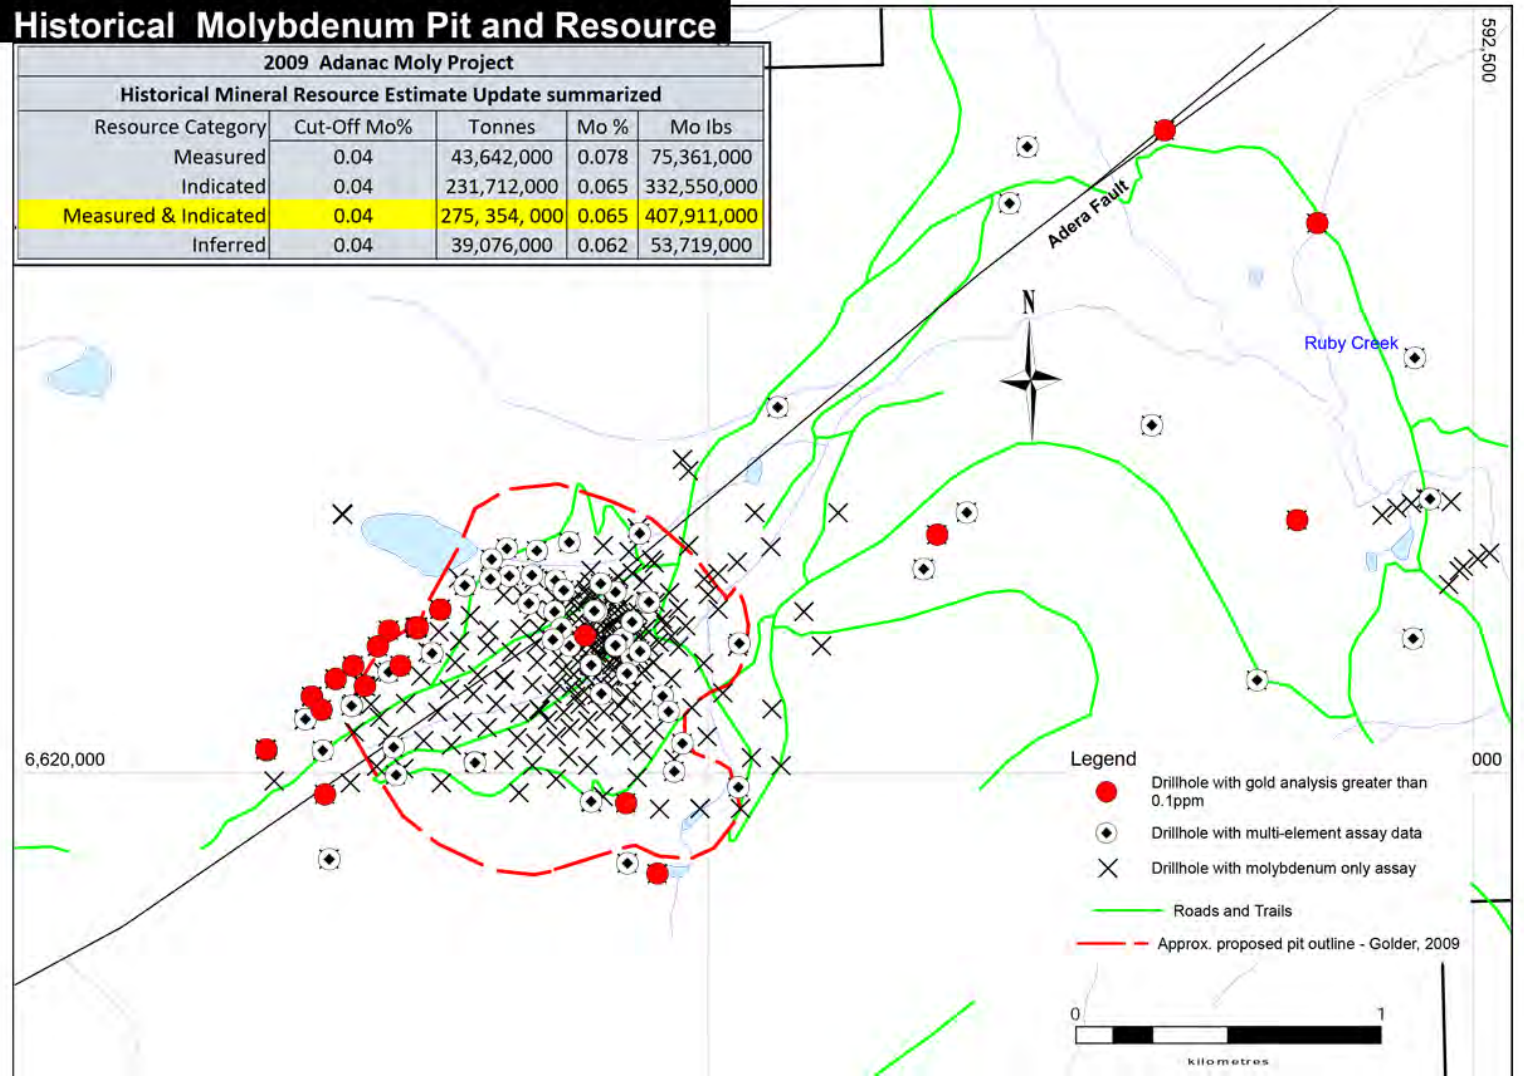 Historical Molybdenum Pit and Resource
2009 Adanac Moly Project
Historical Mineral Resource Estimate Update summarized
Resource Category Cut-Off Mo% Tonnes Mo % Mo lbs
Measured 0.04 43,642,000 0.078 75,361,000
Indicated 0.04 231,712,000 0.065 332,550,000
Measured & Indicated 0.04 275, 354, 000 0.065 407,911,000
Inferred 0.04 39,076,000 0.062 53,719,000
592,500
Adera Fault
N
Ruby Creek
6,620,000
000
Legend
Drillhole with gold analysis greater than
0.1ppm
Drillhole with multi-element assay data
Drillhole with molybdenum only assay
Roads and Trails
Approx. proposed pit outline - Golder, 2009
0 1
kilometres